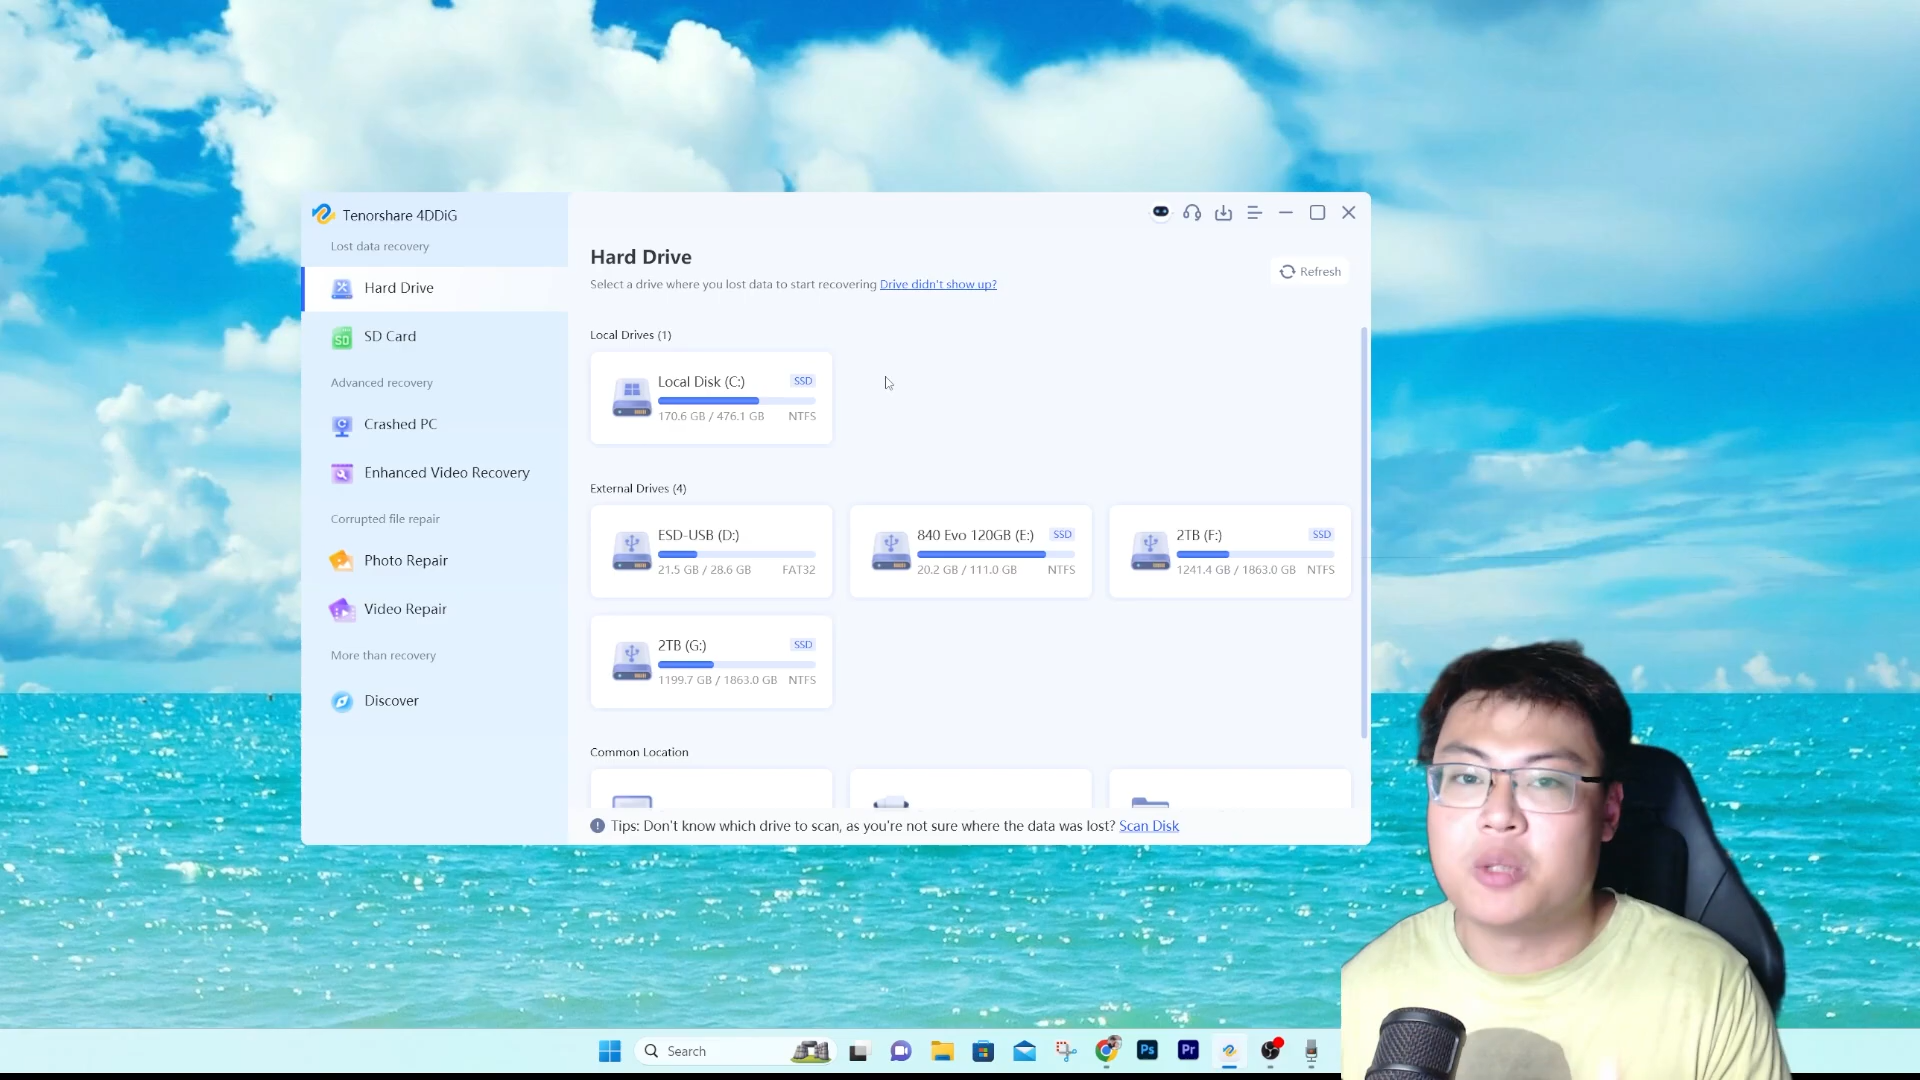 Tenorshare 4DDiG
Lost data recovery
Hard Drive
SD Card
Advanced recovery
Crashed PC
Enhanced Video Recovery
Corrupted file repair
Photo Repair
Video Repair
More than recovery
Discover
Hard Drive
Select a drive where you lost data to start recovering Drive didn't show up?
Refresh
Local Drives (1)
Local Disk (C:) SSD
170.6 GB / 476.1 GB NTFS
External Drives (4)
ESD-USB (D:)
21.5 GB / 28.6 GB FAT32
840 Evo 120GB (E:) SSD
20.2 GB / 111.0 GB NTFS
2TB (F:) SSD
1241.4 GB / 1863.0 GB NTFS
2TB (G:) SSD
1199.7 GB / 1863.0 GB NTFS
Common Location
Tips: Don't know which drive to scan, as you're not sure where the data was lost? Scan Disk
Search
Ps
Pr